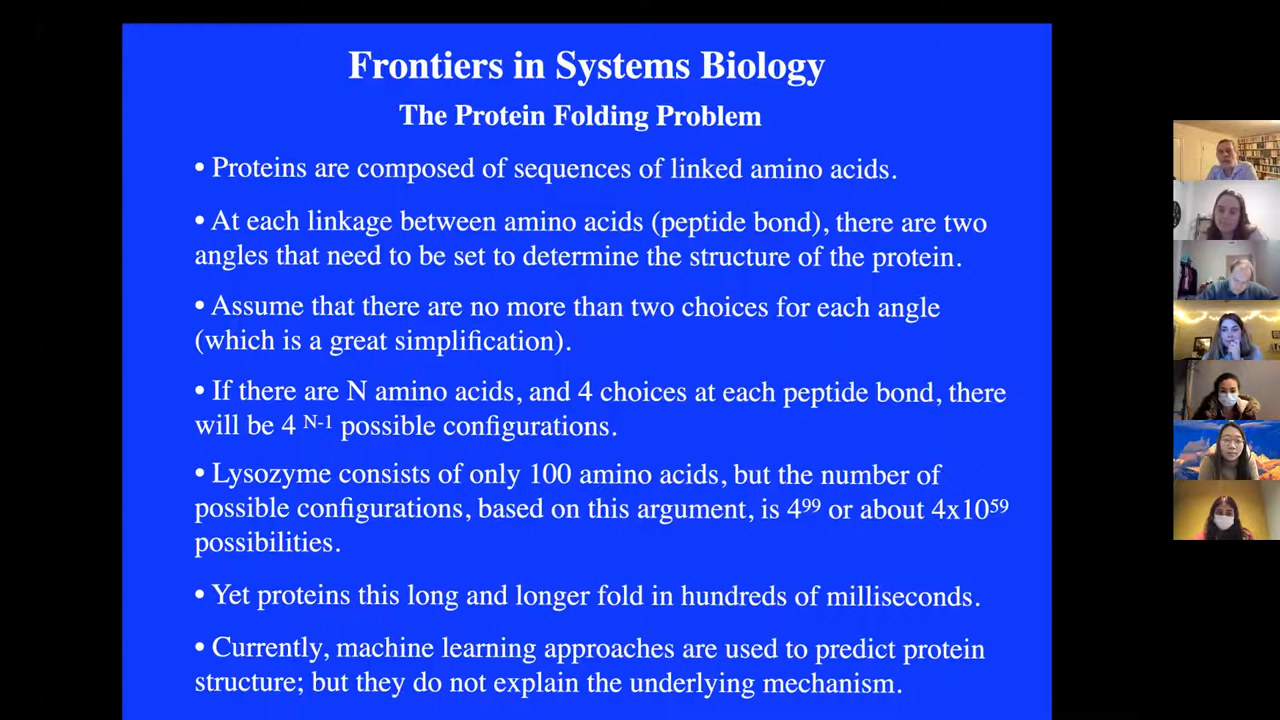 Frontiers in Systems Biology
The Protein Folding Problem
• Proteins are composed of sequences of linked amino acids.
• At each linkage between amino acids (peptide bond), there are two
angles that need to be set to determine the structure of the protein.
• Assume that there are no more than two choices for each angle
(which is a great simplification).
• If there are N amino acids, and 4 choices at each peptide bond, there
will be 4 ᴺ⁻¹ possible configurations.
• Lysozyme consists of only 100 amino acids, but the number of
possible configurations, based on this argument, is 4⁹⁹ or about 4x10⁵⁹
possibilities.
• Yet proteins this long and longer fold in hundreds of milliseconds.
• Currently, machine learning approaches are used to predict protein
structure; but they do not explain the underlying mechanism.